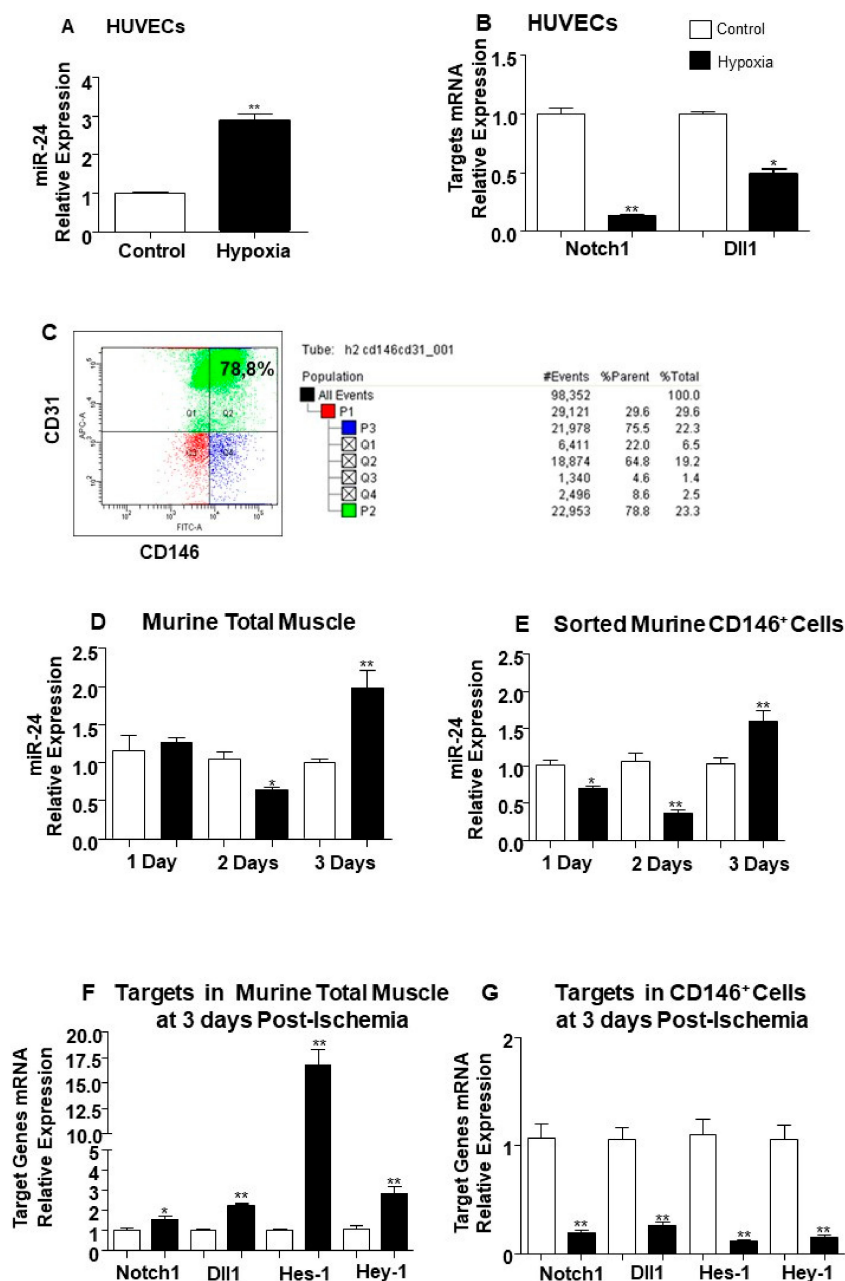 A HUVECs
miR-24
Relative Expression
4
3
2
1
0
**
Control Hypoxia
B HUVECs
Control
Hypoxia
Targets mRNA
Relative Expression
1.5
1.0
0.5
0.0
**
*
Notch1 Dll1
C
CD31
APC-A
10⁵
10⁴
10³
10²
78,8%
Q1 Q2
Q4
10² 10³ 10⁴ 10⁵
FITC-A
CD146
Tube: h2 cd146cd31_001
Population #Events %Parent %Total
All Events 98,352 100.0
P1 29,121 29.6 29.6
P3 21,978 75.5 22.3
Q1 6,411 22.0 6.5
Q2 18,874 64.8 19.2
Q3 1,340 4.6 1.4
Q4 2,496 8.6 2.5
P2 22,953 78.8 23.3
D Murine Total Muscle
miR-24
Relative Expression
2.5
2.0
1.5
1.0
0.5
0.0
*
**
1 Day 2 Days 3 Days
E Sorted Murine CD146⁺ Cells
miR-24
Relative Expression
2.5
2.0
1.5
1.0
0.5
0.0
*
**
**
1 Day 2 Days 3 Days
F Targets in Murine Total Muscle
at 3 days Post-Ischemia
Target Genes mRNA
Relative Expression
20.0
17.5
15.0
12.5
10.0
5
4
3
2
1
0
*
**
**
**
Notch1 Dll1 Hes-1 Hey-1
G Targets in CD146⁺ Cells
at 3 days Post-Ischemia
Target Genes mRNA
Relative Expression
2
1
0
**
**
**
**
Notch1 Dll1 Hes-1 Hey-1